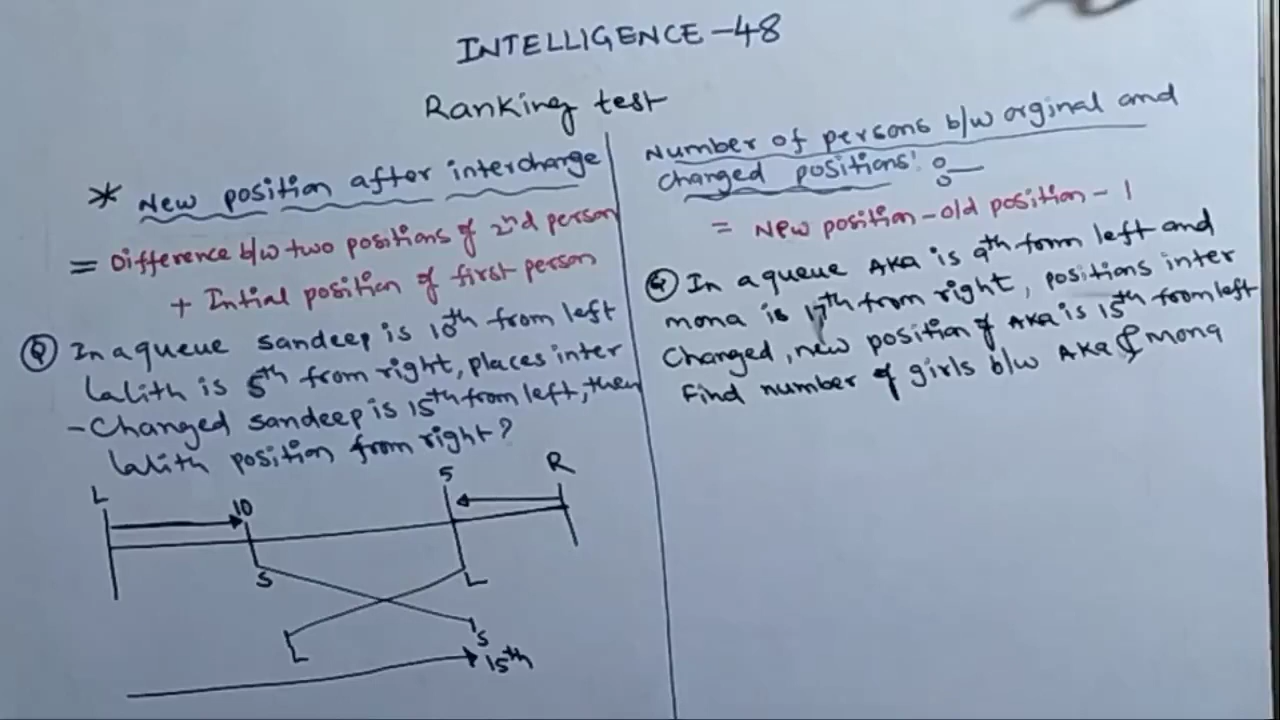 INTELLIGENCE - 48
Ranking test
* New position after interchange
= Difference b/w two positions of 2nd person
+ Intial position of first person
Q In a queue sandeep is 10th from left
lalith is 5th from right, places inter
- changed sandeep is 15th from left, then
lalith position from right?
L 10 5 R
S L
L S
15th
Number of persons b/w orginal and
changed positions:
= New position - old position - 1
Q In a queue AKA is 9th form left and
mona is 17th from right, positions inter
changed, new position of AKA is 15th from left
Find number of girls b/w AKA & mona